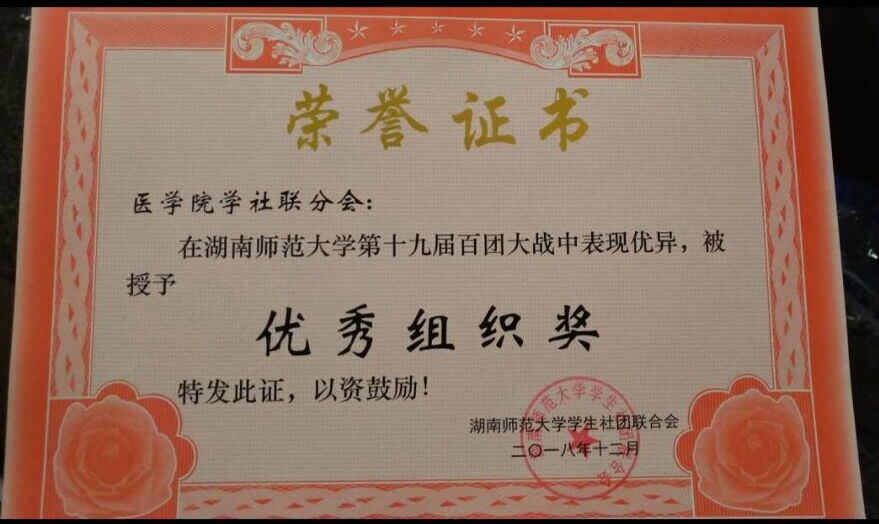 荣誉证书
医学院学社联分会：
在湖南师范大学第十九届百团大战中表现优异，被
授予
优秀组织奖
特发此证，以资鼓励！
湖南师范大学学生社团联合会
二〇一八年十二月